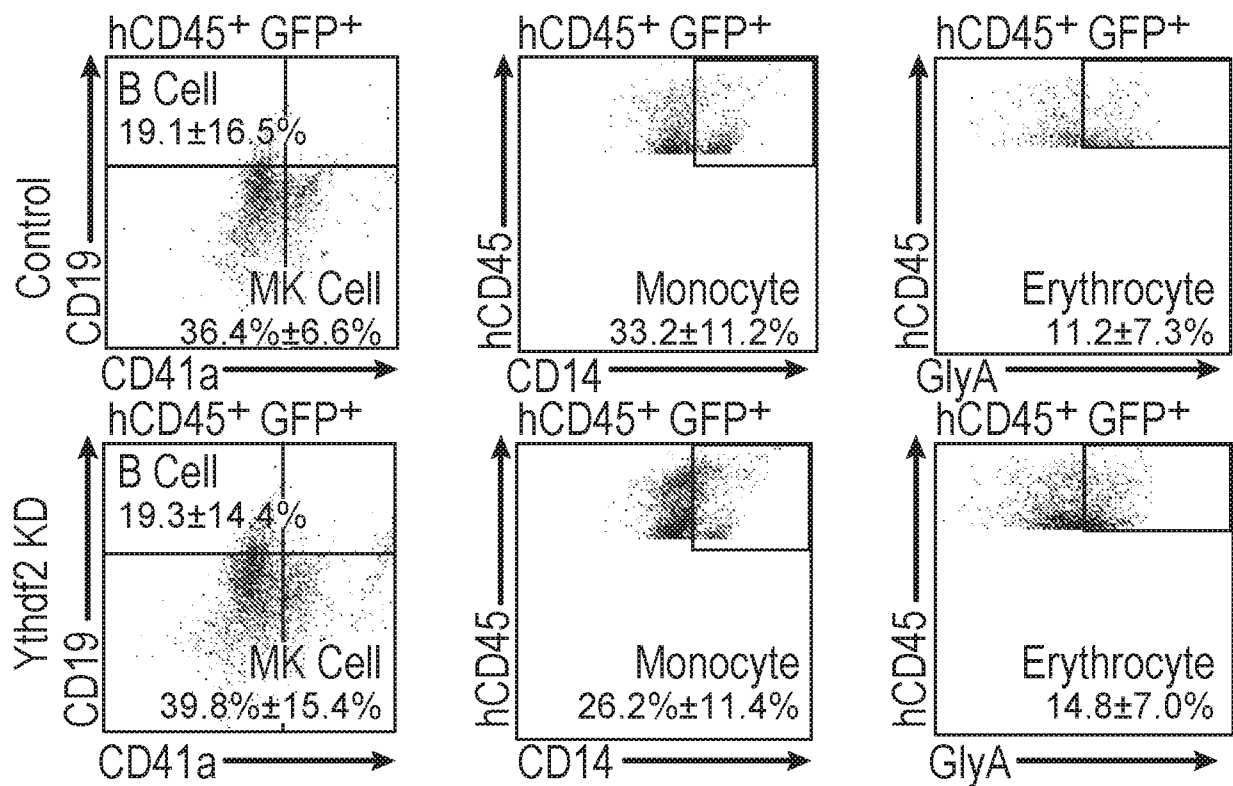 hCD45+ GFP+
hCD45+ GFP+
hCD45+ GFP+
Control
CD19
B Cell
19.1±16.5%
MK Cell
36.4%±6.6%
CD41a
hCD45
Monocyte
33.2±11.2%
CD14
hCD45
Erythrocyte
11.2±7.3%
GlyA
hCD45+ GFP+
hCD45+ GFP+
hCD45+ GFP+
Ythdf2 KD
CD19
B Cell
19.3±14.4%
MK Cell
39.8%±15.4%
CD41a
hCD45
Monocyte
26.2%±11.4%
CD14
hCD45
Erythrocyte
14.8±7.0%
GlyA